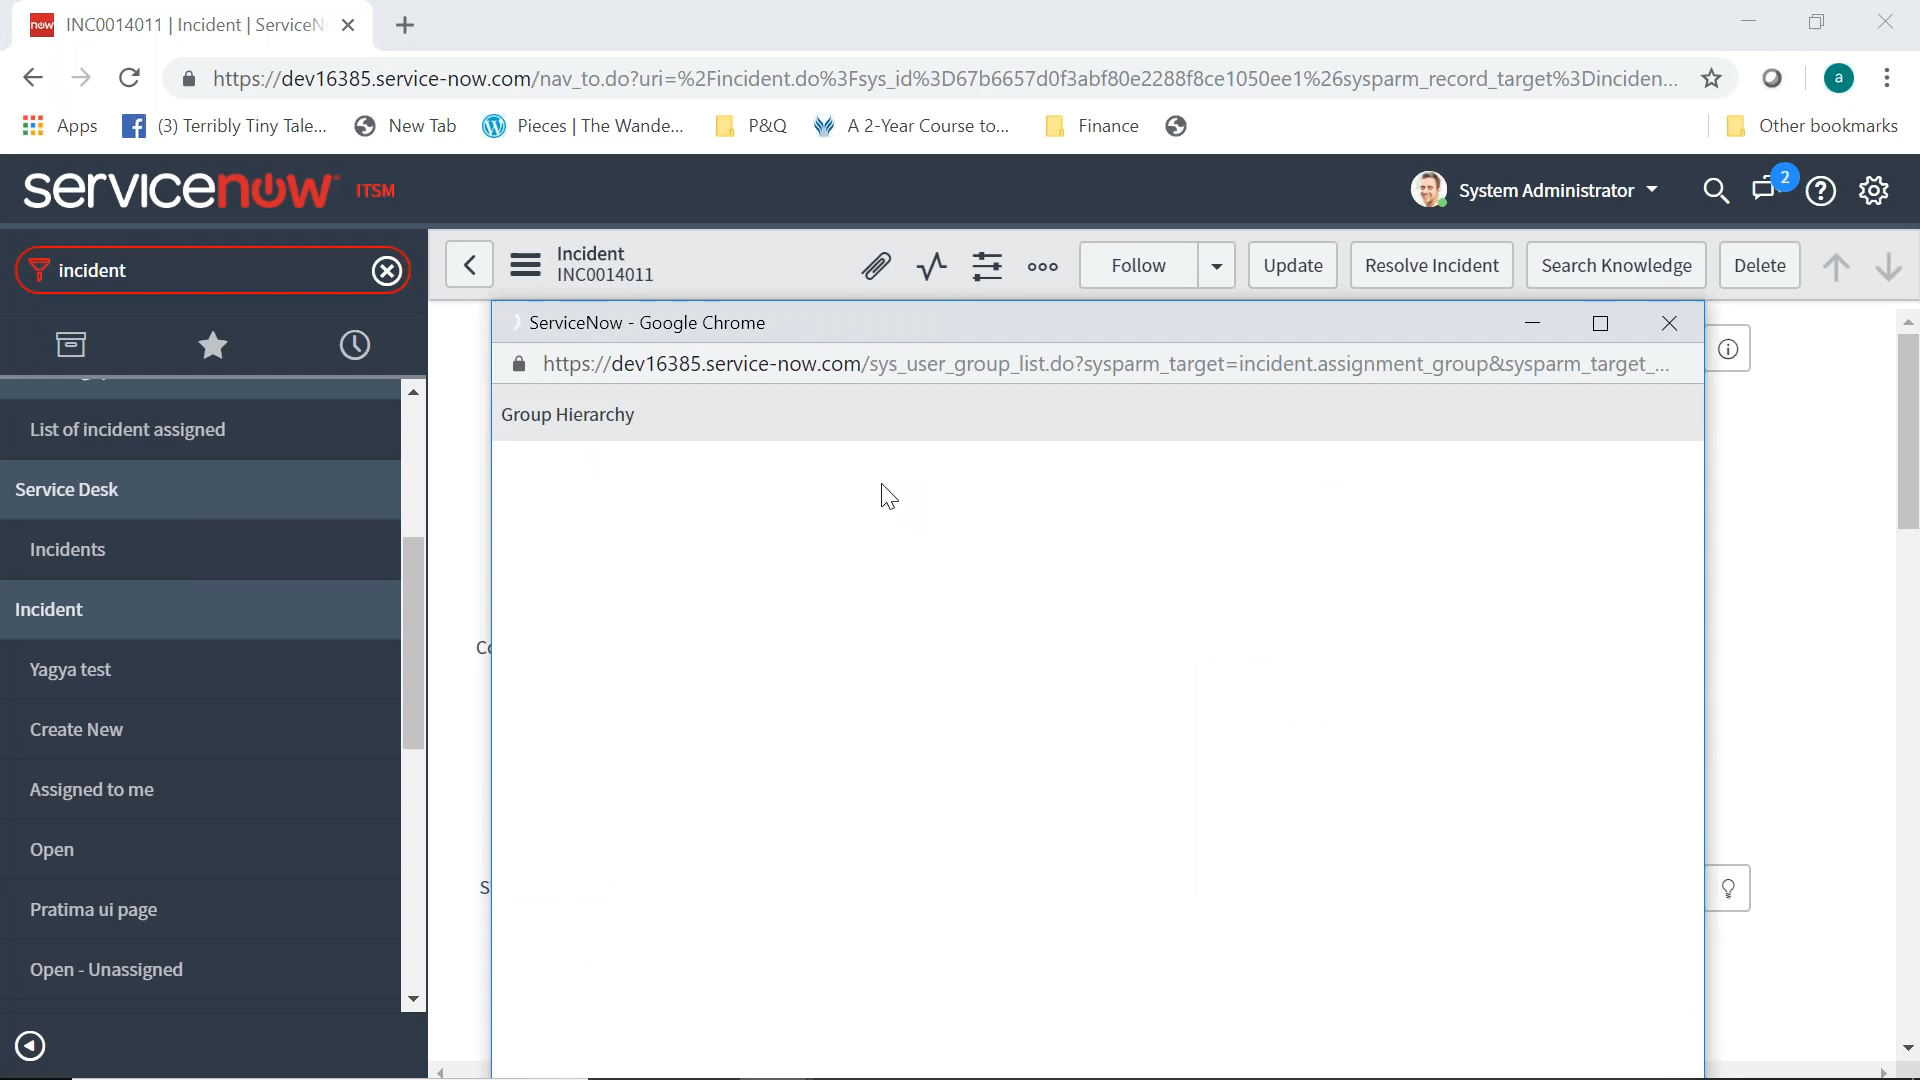 now INC0014011 | Incident | ServiceN
https://dev16385.service-now.com/nav_to.do?uri=%2Fincident.do%3Fsys_id%3D67b6657d0f3abf80e2288f8ce1050ee1%26sysparm_record_target%3Dinciden... a
Apps (3) Terribly Tiny Tale... New Tab Pieces | The Wande... P&Q A 2-Year Course to... Finance Other bookmarks
servicenow ITSM System Administrator 2
incident
Incident
INC0014011
Follow Update Resolve Incident Search Knowledge Delete
ServiceNow - Google Chrome
https://dev16385.service-now.com/sys_user_group_list.do?sysparm_target=incident.assignment_group&sysparm_target_...
Group Hierarchy
List of incident assigned
Service Desk
Incidents
Incident
Co
Yagya test
Create New
Assigned to me
Open
S
Pratima ui page
Open - Unassigned